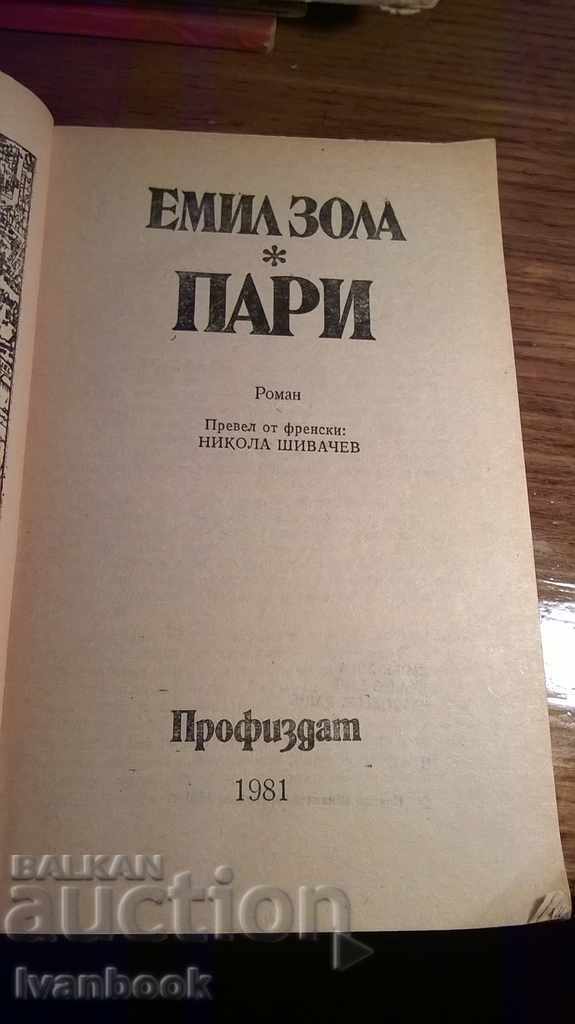 ЕМИЛ ЗОЛА
*
ПАРИ
Роман
Превел от френски:
НИКОЛА ШИВАЧЕВ
Профиздат
1981
BALKAN
auction
Ivanbook